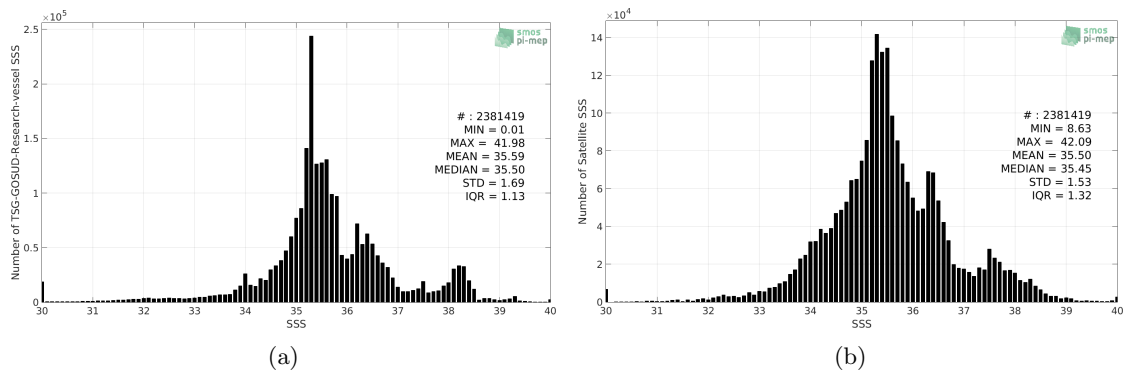 ×10⁵
2.5
2
1.5
1
0.5
0
Number of TSG-GOSUD-Research-vessel SSS
smos
pi-mep
# : 2381419
MIN = 0.01
MAX = 41.98
MEAN = 35.59
MEDIAN = 35.50
STD = 1.69
IQR = 1.13
30 31 32 33 34 35 36 37 38 39 40
SSS
(a)
×10⁴
14
12
10
8
6
4
2
0
Number of Satellite SSS
smos
pi-mep
# : 2381419
MIN = 8.63
MAX = 42.09
MEAN = 35.50
MEDIAN = 35.45
STD = 1.53
IQR = 1.32
30 31 32 33 34 35 36 37 38 39 40
SSS
(b)